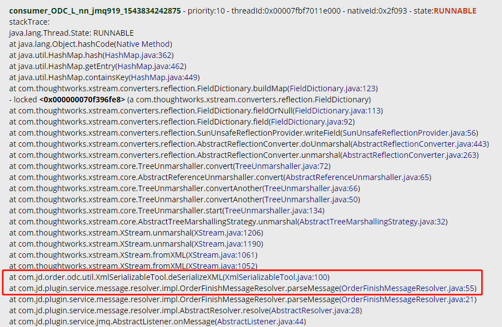 consumer_ODC_L_nn_jmq919_1543834242875 - priority:10 - threadId:0x00007fbf7011e000 - nativeId:0x2f093 - state:RUNNABLE
stackTrace:
java.lang.Thread.State: RUNNABLE
at java.lang.Object.hashCode(Native Method)
at java.util.HashMap.hash(HashMap.java:362)
at java.util.HashMap.getEntry(HashMap.java:462)
at java.util.HashMap.containsKey(HashMap.java:449)
at com.thoughtworks.xstream.converters.reflection.FieldDictionary.buildMap(FieldDictionary.java:123)
- locked <0x000000070f396fe8> (a com.thoughtworks.xstream.converters.reflection.FieldDictionary)
at com.thoughtworks.xstream.converters.reflection.FieldDictionary.fieldOrNull(FieldDictionary.java:113)
at com.thoughtworks.xstream.converters.reflection.FieldDictionary.field(FieldDictionary.java:92)
at com.thoughtworks.xstream.converters.reflection.SunUnsafeReflectionProvider.writeField(SunUnsafeReflectionProvider.java:56)
at com.thoughtworks.xstream.converters.reflection.AbstractReflectionConverter.doUnmarshal(AbstractReflectionConverter.java:443)
at com.thoughtworks.xstream.converters.reflection.AbstractReflectionConverter.unmarshal(AbstractReflectionConverter.java:263)
at com.thoughtworks.xstream.core.TreeUnmarshaller.convert(TreeUnmarshaller.java:72)
at com.thoughtworks.xstream.core.AbstractReferenceUnmarshaller.convert(AbstractReferenceUnmarshaller.java:65)
at com.thoughtworks.xstream.core.TreeUnmarshaller.convertAnother(TreeUnmarshaller.java:66)
at com.thoughtworks.xstream.core.TreeUnmarshaller.convertAnother(TreeUnmarshaller.java:50)
at com.thoughtworks.xstream.core.TreeUnmarshaller.start(TreeUnmarshaller.java:134)
at com.thoughtworks.xstream.core.AbstractTreeMarshallingStrategy.unmarshal(AbstractTreeMarshallingStrategy.java:32)
at com.thoughtworks.xstream.XStream.unmarshal(XStream.java:1206)
at com.thoughtworks.xstream.XStream.unmarshal(XStream.java:1190)
at com.thoughtworks.xstream.XStream.fromXML(XStream.java:1061)
at com.thoughtworks.xstream.XStream.fromXML(XStream.java:1052)
at com.jd.order.odc.util.XmlSerializableTool.deSerializeXML(XmlSerializableTool.java:100)
at com.jd.plugin.service.message.resolver.impl.OrderFinishMessageResolver.parseMessage(OrderFinishMessageResolver.java:55)
at com.jd.plugin.service.message.resolver.impl.OrderFinishMessageResolver.parseMessage(OrderFinishMessageResolver.java:21)
at com.jd.plugin.service.message.resolver.impl.AbstractResolver.resolve(AbstractResolver.java:28)
at com.jd.plugin.service.jmq.AbstractListener.onMessage(AbstractListener.java:44)